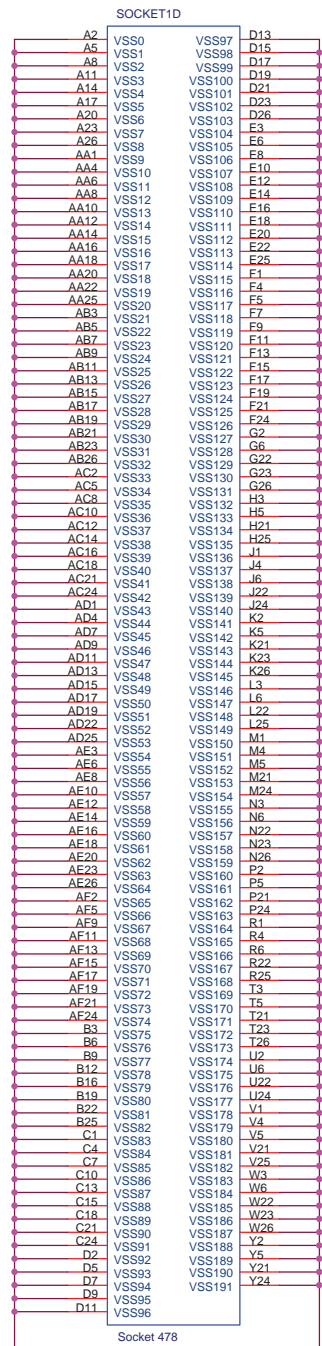 SOCKET1D
A2 VSS0
A5 VSS1
A8 VSS2
A11 VSS3
A14 VSS4
A17 VSS5
A20 VSS6
A23 VSS7
A26 VSS8
AA1 VSS9
AA4 VSS10
AA6 VSS11
AA8 VSS12
AA10 VSS13
AA12 VSS14
AA14 VSS15
AA16 VSS16
AA18 VSS17
AA20 VSS18
AA22 VSS19
AA25 VSS20
AB3 VSS21
AB5 VSS22
AB7 VSS23
AB9 VSS24
AB11 VSS25
AB13 VSS26
AB15 VSS27
AB17 VSS28
AB19 VSS29
AB21 VSS30
AB23 VSS31
AB26 VSS32
AC2 VSS33
AC5 VSS34
AC8 VSS35
AC10 VSS36
AC12 VSS37
AC14 VSS38
AC16 VSS39
AC18 VSS40
AC21 VSS41
AC24 VSS42
AD1 VSS43
AD4 VSS44
AD7 VSS45
AD9 VSS46
AD11 VSS47
AD13 VSS48
AD15 VSS49
AD17 VSS50
AD19 VSS51
AD22 VSS52
AD25 VSS53
AE3 VSS54
AE6 VSS55
AE8 VSS56
AE10 VSS57
AE12 VSS58
AE14 VSS59
AE16 VSS60
AE18 VSS61
AE20 VSS62
AE23 VSS63
AE26 VSS64
AF2 VSS65
AF5 VSS66
AF9 VSS67
AF11 VSS68
AF13 VSS69
AF15 VSS70
AF17 VSS71
AF19 VSS72
AF21 VSS73
AF24 VSS74
B3 VSS75
B6 VSS76
B9 VSS77
B12 VSS78
B16 VSS79
B19 VSS80
B22 VSS81
B25 VSS82
C1 VSS83
C4 VSS84
C7 VSS85
C10 VSS86
C13 VSS87
C15 VSS88
C18 VSS89
C21 VSS90
C24 VSS91
D2 VSS92
D5 VSS93
D7 VSS94
D9 VSS95
D11 VSS96
VSS97 D13
VSS98 D15
VSS99 D17
VSS100 D19
VSS101 D21
VSS102 D23
VSS103 D26
VSS104 E3
VSS105 E6
VSS106 E8
VSS107 E10
VSS108 E12
VSS109 E14
VSS110 E16
VSS111 E18
VSS112 E20
VSS113 E22
VSS114 E25
VSS115 F1
VSS116 F4
VSS117 F5
VSS118 F7
VSS119 F9
VSS120 F11
VSS121 F13
VSS122 F15
VSS123 F17
VSS124 F19
VSS125 F21
VSS126 F24
VSS127 G2
VSS128 G6
VSS129 G22
VSS130 G23
VSS131 G26
VSS132 H3
VSS133 H5
VSS134 H21
VSS135 H25
VSS136 J1
VSS137 J4
VSS138 J6
VSS139 J22
VSS140 J24
VSS141 K2
VSS142 K5
VSS143 K21
VSS144 K23
VSS145 K26
VSS146 L3
VSS147 L6
VSS148 L22
VSS149 L25
VSS150 M1
VSS151 M4
VSS152 M5
VSS153 M21
VSS154 M24
VSS155 N3
VSS156 N6
VSS157 N22
VSS158 N23
VSS159 N26
VSS160 P2
VSS161 P5
VSS162 P21
VSS163 P24
VSS164 R1
VSS165 R4
VSS166 R6
VSS167 R22
VSS168 R25
VSS169 T3
VSS170 T5
VSS171 T21
VSS172 T23
VSS173 T26
VSS174 U2
VSS175 U6
VSS176 U22
VSS177 U24
VSS178 V1
VSS179 V4
VSS180 V5
VSS181 V21
VSS182 V25
VSS183 W3
VSS184 W6
VSS185 W22
VSS186 W23
VSS187 W26
VSS188 Y2
VSS189 Y5
VSS190 Y21
VSS191 Y24
Socket 478